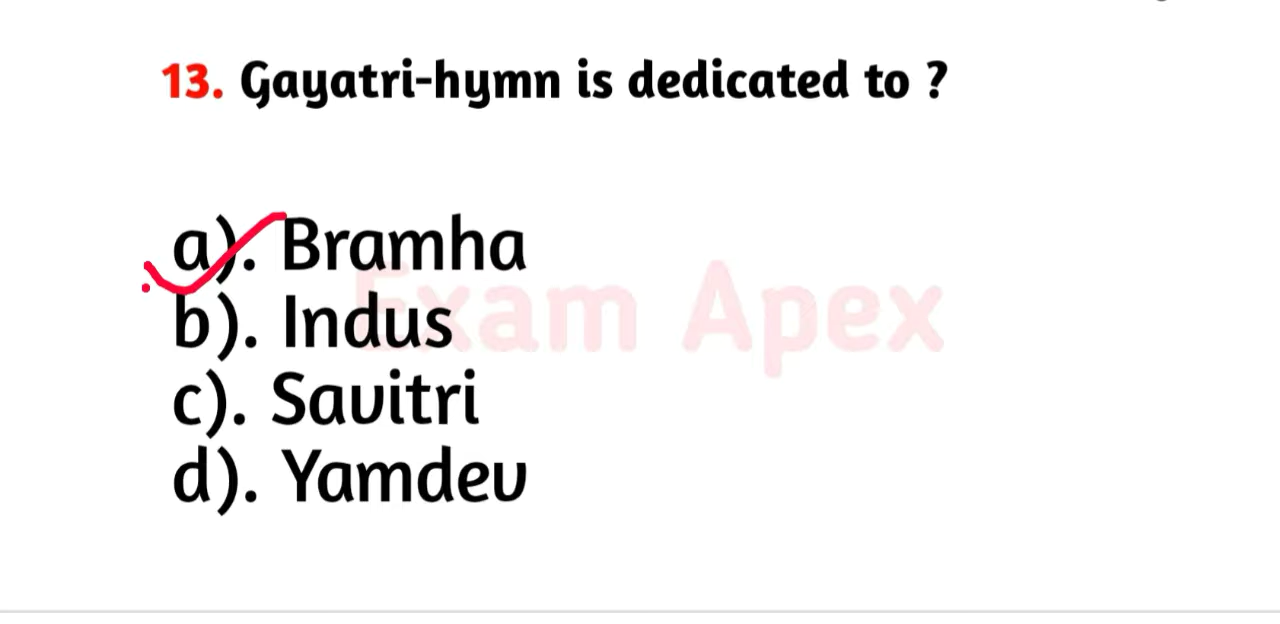 13. Gayatri-hymn is dedicated to ?
a). Bramha
Exam Apex
b). Indus
c). Savitri
d). Yamdev